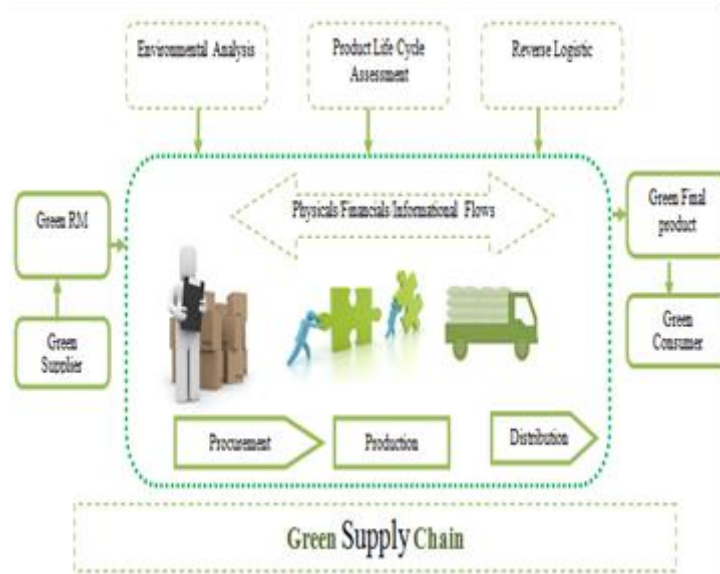 Environmental Analysis
Product Life Cycle
Assessment
Reverse Logistic
Physicals/Financials/Informational Flows
Green RM
Green
Supplier
Green Final
product
Green
Consumer
Procurement
Production
Distribution
Green Supply Chain